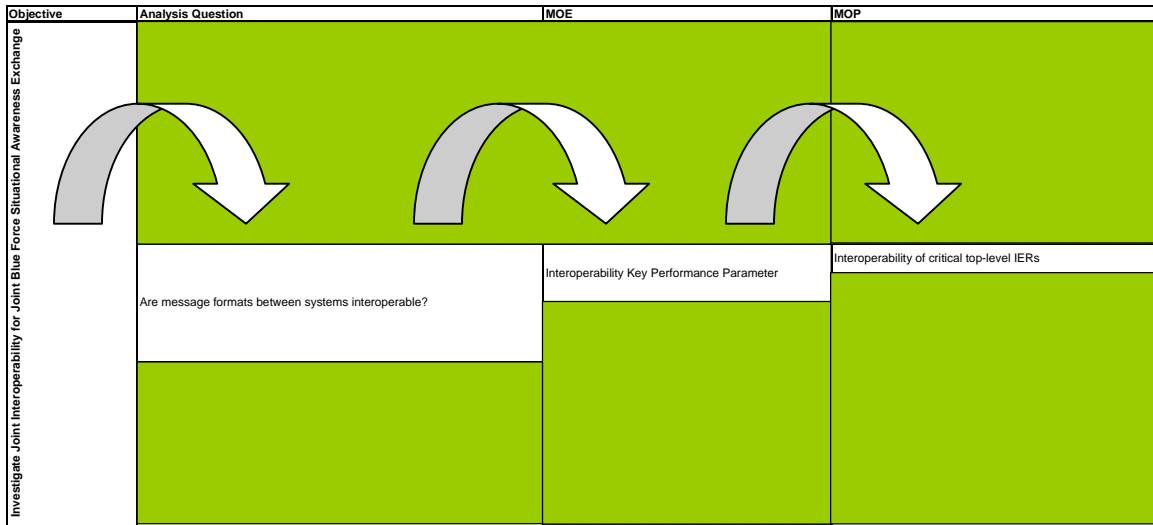 Objective
Analysis Question
MOE
MOP
Investigate Joint Interoperability for Joint Blue Force Situational Awareness Exchange
Are message formats between systems interoperable?
Interoperability Key Performance Parameter
Interoperability of critical top-level IERs